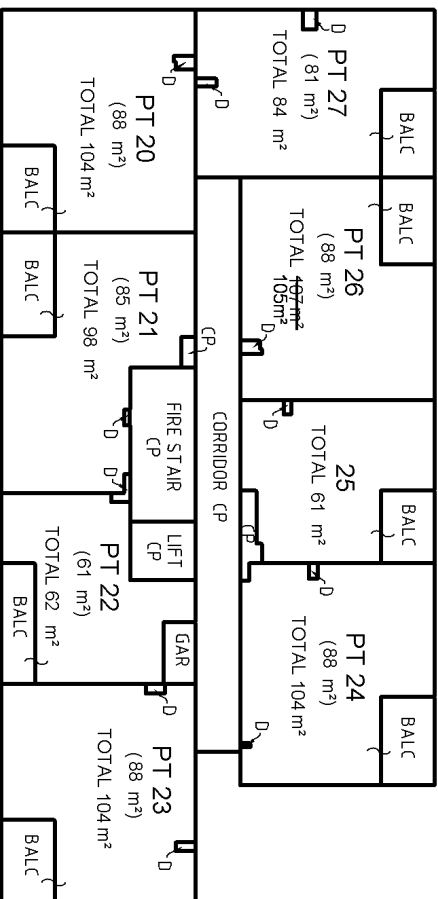 D
PT 27
(81 m²)
TOTAL 84 m²
BALC
D
D
PT 20
(88 m²)
TOTAL 104 m²
BALC
BALC
PT 26
(88 m²)
TOTAL 107m²
105m²
D
BALC
PT 21
(85 m²)
TOTAL 98 m²
CP
D
D
FIRE STAIR
CP
CORRIDOR CP
D
25
TOTAL 61 m²
BALC
CP
LIFT
CP
PT 22
(61 m²)
TOTAL 62 m²
BALC
GAR
D
PT 24
(88 m²)
TOTAL 104 m²
BALC
D
D
PT 23
(88 m²)
TOTAL 104 m²
D
BALC